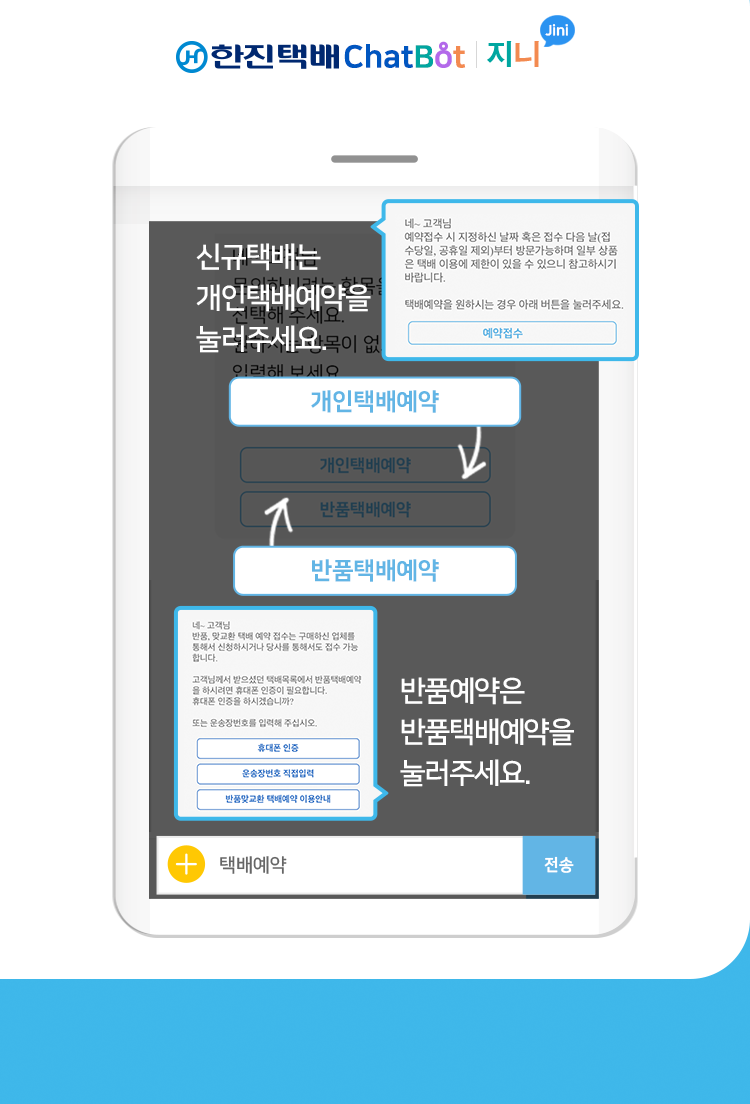 한진택배 ChatBot 지니
Jini
네~ 고객님
예약접수 시 지정하신 날짜 혹은 접수 다음 날(접
수당일, 공휴일 제외)부터 방문가능하며 일부 상품
은 택배 이용에 제한이 있을 수 있으니 참고하시기
바랍니다.
택배예약을 원하시는 경우 아래 버튼을 눌러주세요.
예약접수
신규택배는
개인택배예약을
눌러주세요.
선택해 주세요.
입력해 보세요
개인택배예약
개인택배예약
반품택배예약
반품택배예약
네~ 고객님
반품, 맞교환 택배 예약 접수는 구매하신 업체를
통해서 신청하시거나 당사를 통해서도 접수 가능
합니다.
고객님께서 받으셨던 택배목록에서 반품택배예약
을 하시려면 휴대폰 인증이 필요합니다.
휴대폰 인증을 하시겠습니까?
또는 운송장번호를 입력해 주십시오.
휴대폰 인증
운송장번호 직접입력
반품맞교환 택배예약 이용안내
반품예약은
반품택배예약을
눌러주세요.
택배예약
전송